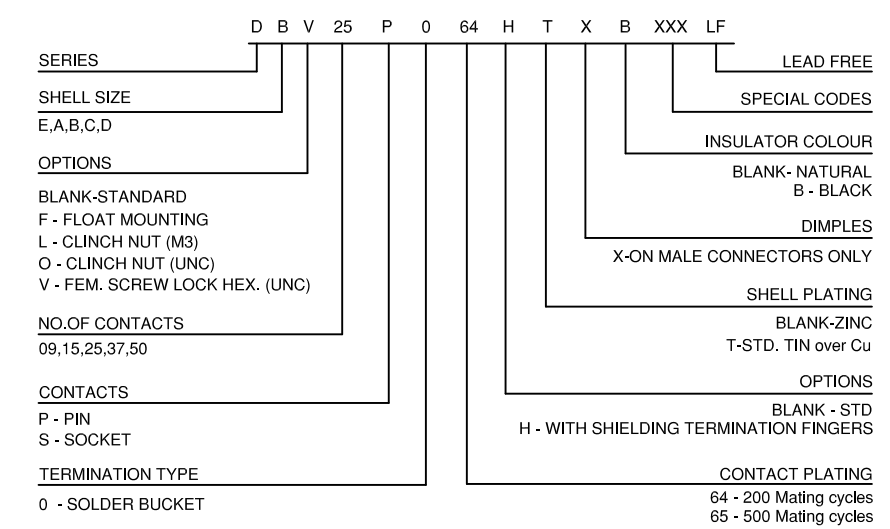 D B V 25 P 0 64 H T X B XXX LF
SERIES
SHELL SIZE
E,A,B,C,D
OPTIONS
BLANK-STANDARD
F - FLOAT MOUNTING
L - CLINCH NUT (M3)
O - CLINCH NUT (UNC)
V - FEM. SCREW LOCK HEX. (UNC)
NO.OF CONTACTS
09,15,25,37,50
CONTACTS
P - PIN
S - SOCKET
TERMINATION TYPE
0 - SOLDER BUCKET
LEAD FREE
SPECIAL CODES
INSULATOR COLOUR
BLANK- NATURAL
B - BLACK
DIMPLES
X-ON MALE CONNECTORS ONLY
SHELL PLATING
BLANK-ZINC
T-STD. TIN over Cu
OPTIONS
BLANK - STD
H - WITH SHIELDING TERMINATION FINGERS
CONTACT PLATING
64 - 200 Mating cycles
65 - 500 Mating cycles